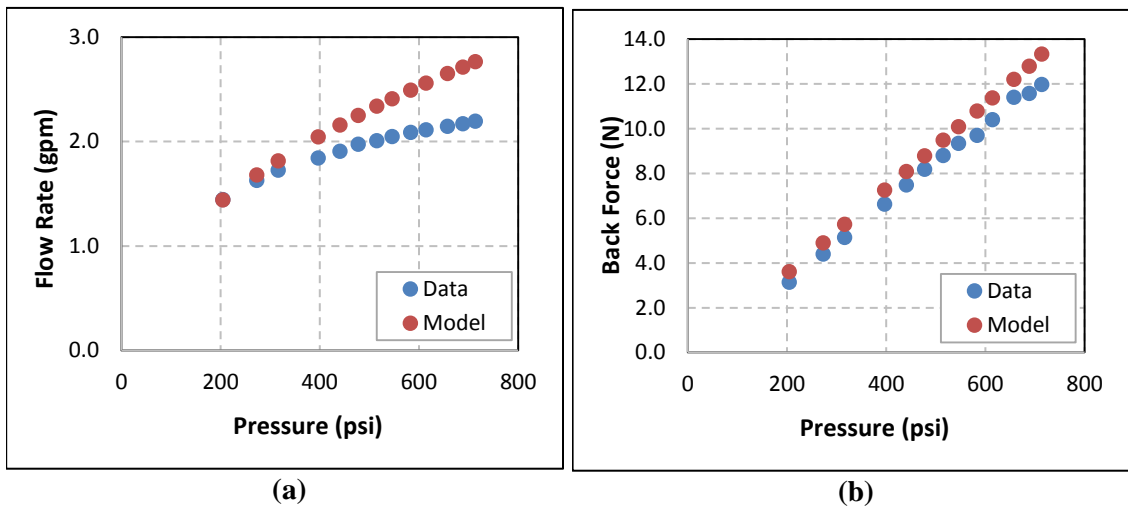 3.0
2.0
1.0
0.0
Flow Rate (gpm)
Data
Model
0 200 400 600 800
Pressure (psi)
(a)
14.0
12.0
10.0
8.0
6.0
4.0
2.0
0.0
Back Force (N)
Data
Model
0 200 400 600 800
Pressure (psi)
(b)